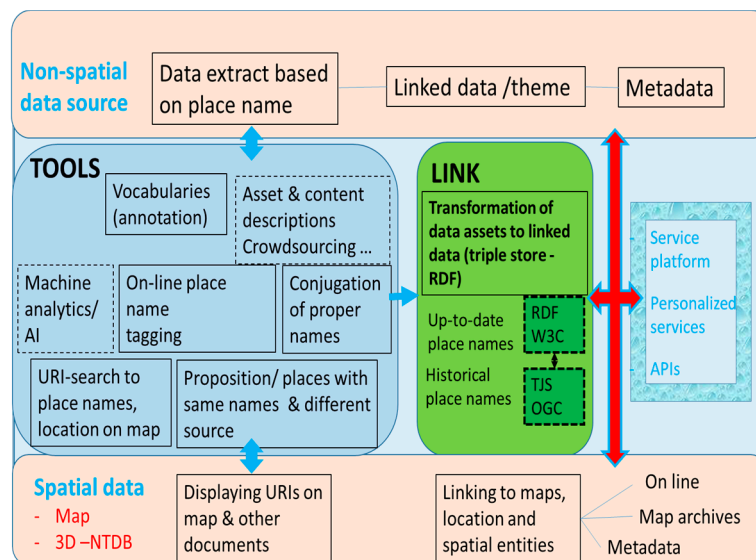 Non-spatial
data source
Data extract based
on place name
Linked data /theme
Metadata
TOOLS
Vocabularies
(annotation)
Asset & content
descriptions
Crowdsourcing ...
Machine
analytics/
AI
On-line place
name
tagging
Conjugation
of proper
names
URI-search to
place names,
location on map
Proposition/ places with
same names & different
source
LINK
Transformation of
data assets to linked
data (triple store -
RDF)
Up-to-date
place names
RDF
W3C
Historical
place names
TJS
OGC
- Service
platform
- Personalized
services
- APIs
Spatial data
- Map
- 3D –NTDB
Displaying URIs on
map & other
documents
Linking to maps,
location and
spatial entities
On line
Map archives
Metadata